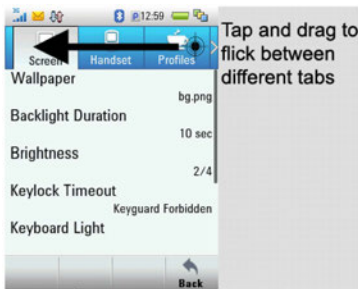 3G
P 12:59
Screen Handset Profiles
Wallpaper
bg.png
Backlight Duration
10 sec
Brightness
2/4
Keylock Timeout
Keyguard Forbidden
Keyboard Light
Back
Tap and drag to
flick between
different tabs